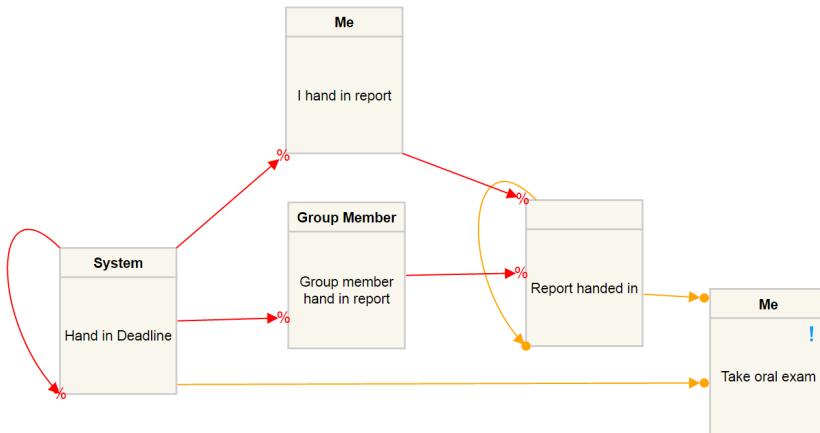 Me
I hand in report
%
%
Group Member
Group member
hand in report
%
%
Report handed in
System
Hand in Deadline
%
Me
!
Take oral exam